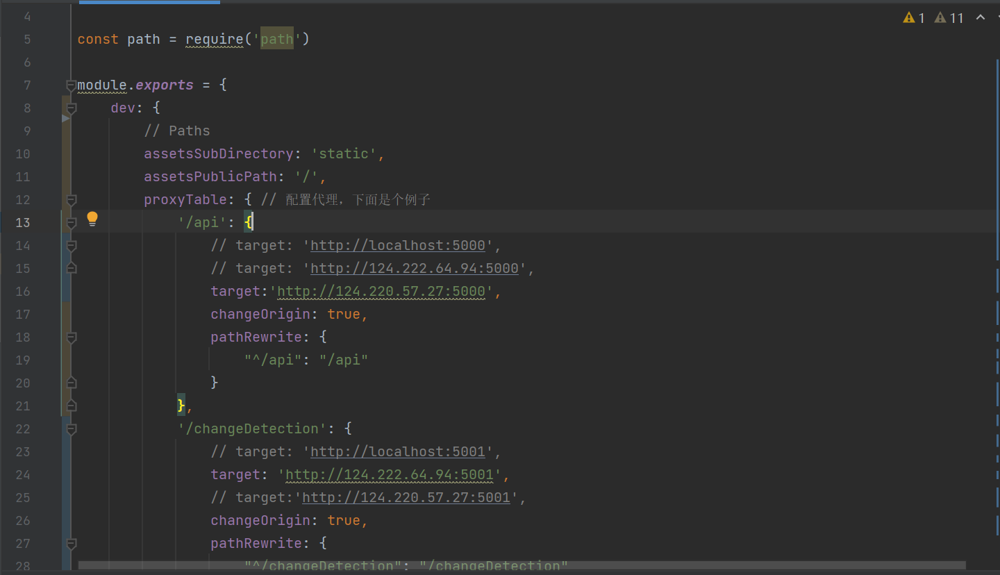 1 11
4
5 const path = require('path')
6
7 module.exports = {
8 dev: {
9 // Paths
10 assetsSubDirectory: 'static',
11 assetsPublicPath: '/',
12 proxyTable: { // 配置代理，下面是个例子
13 '/api': {
14 // target: 'http://localhost:5000',
15 // target: 'http://124.222.64.94:5000',
16 target:'http://124.220.57.27:5000',
17 changeOrigin: true,
18 pathRewrite: {
19 "^/api": "/api"
20 }
21 },
22 '/changeDetection': {
23 // target: 'http://localhost:5001',
24 target: 'http://124.222.64.94:5001',
25 // target:'http://124.220.57.27:5001',
26 changeOrigin: true,
27 pathRewrite: {
28 "^/changeDetection": "/changeDetection"